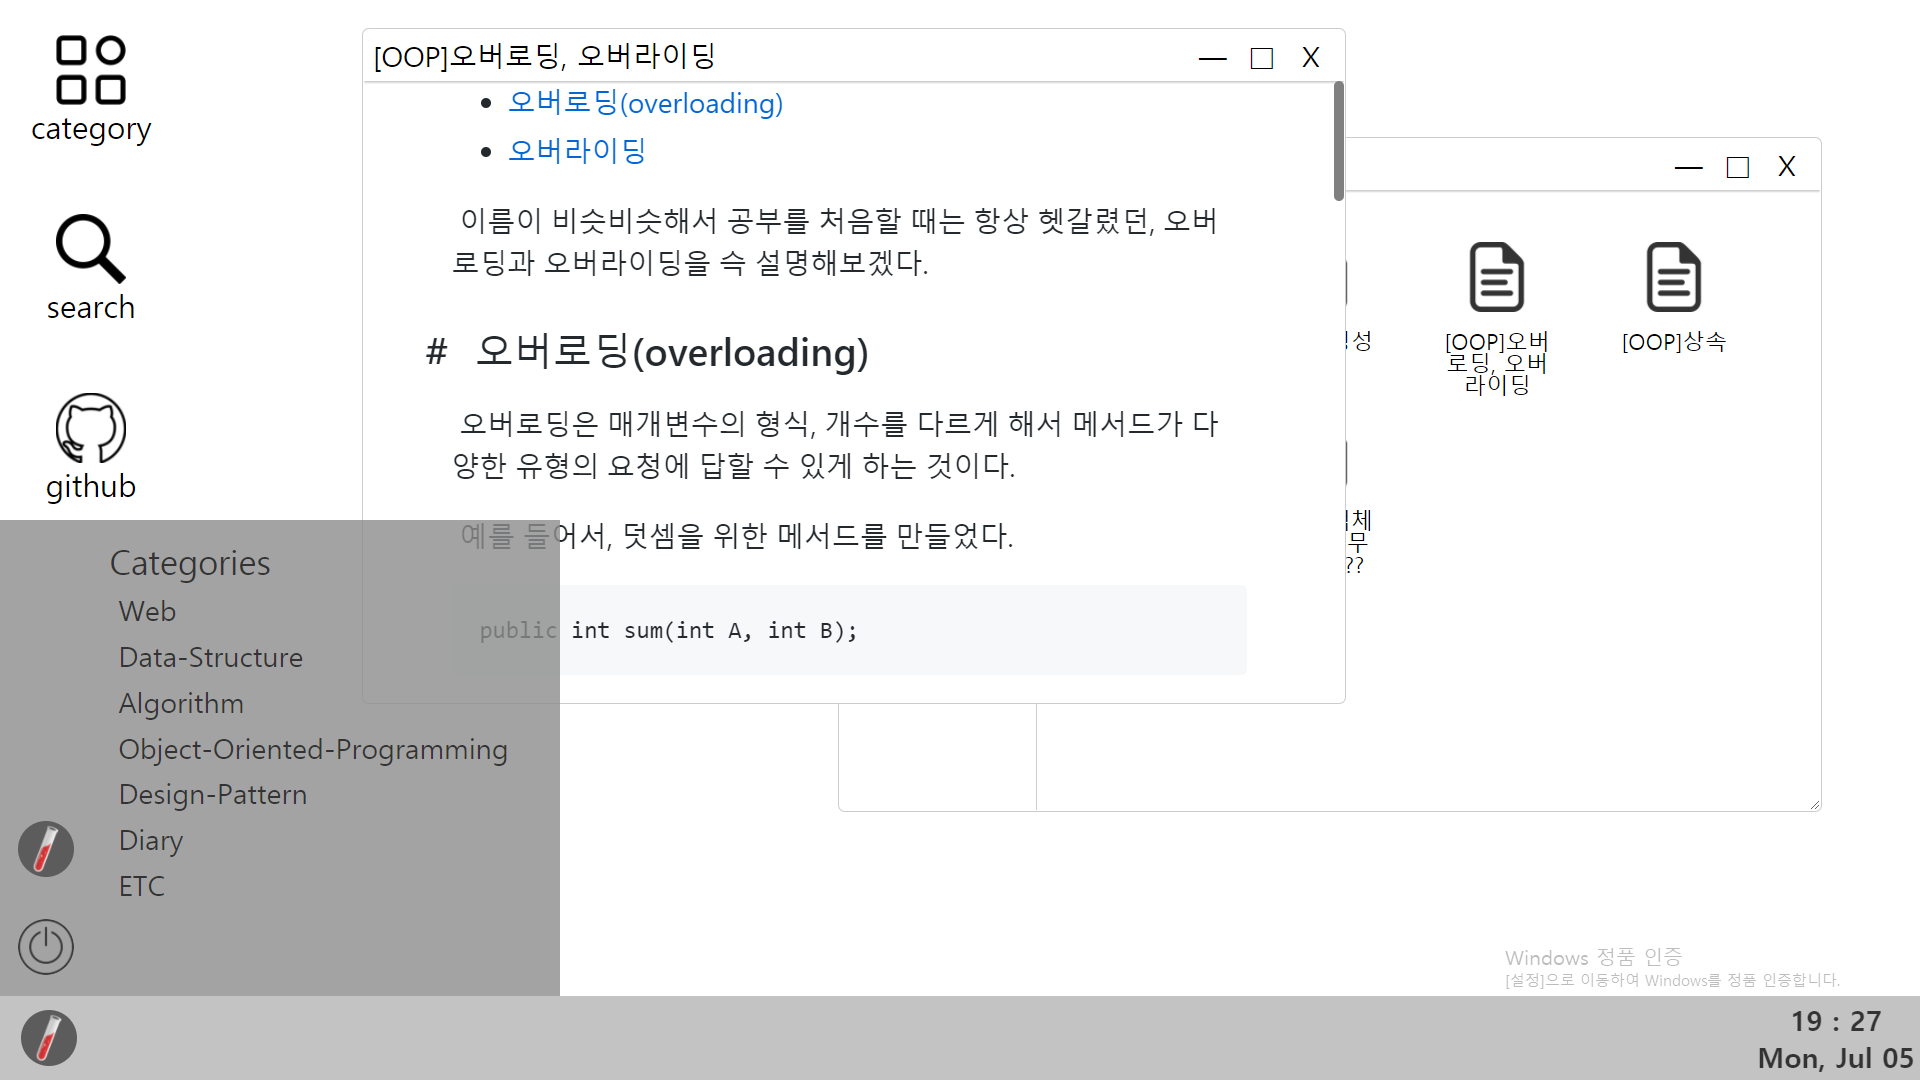 category
search
github
[OOP]오버로딩, 오버라이딩
— □ X
오버로딩(overloading)
오버라이딩
이름이 비슷비슷해서 공부를 처음할 때는 항상 헷갈렸던, 오버
로딩과 오버라이딩을 슥 설명해보겠다.
# 오버로딩(overloading)
오버로딩은 매개변수의 형식, 개수를 다르게 해서 메서드가 다
양한 유형의 요청에 답할 수 있게 하는 것이다.
예를 들어서, 덧셈을 위한 메서드를 만들었다.
public int sum(int A, int B);
— □ X
성
[OOP]오버
로딩, 오버
라이딩
[OOP]상속
체
무
??
Categories
Web
Data-Structure
Algorithm
Object-Oriented-Programming
Design-Pattern
Diary
ETC
Windows 정품 인증
[설정]으로 이동하여 Windows를 정품 인증합니다.
19 : 27
Mon, Jul 05